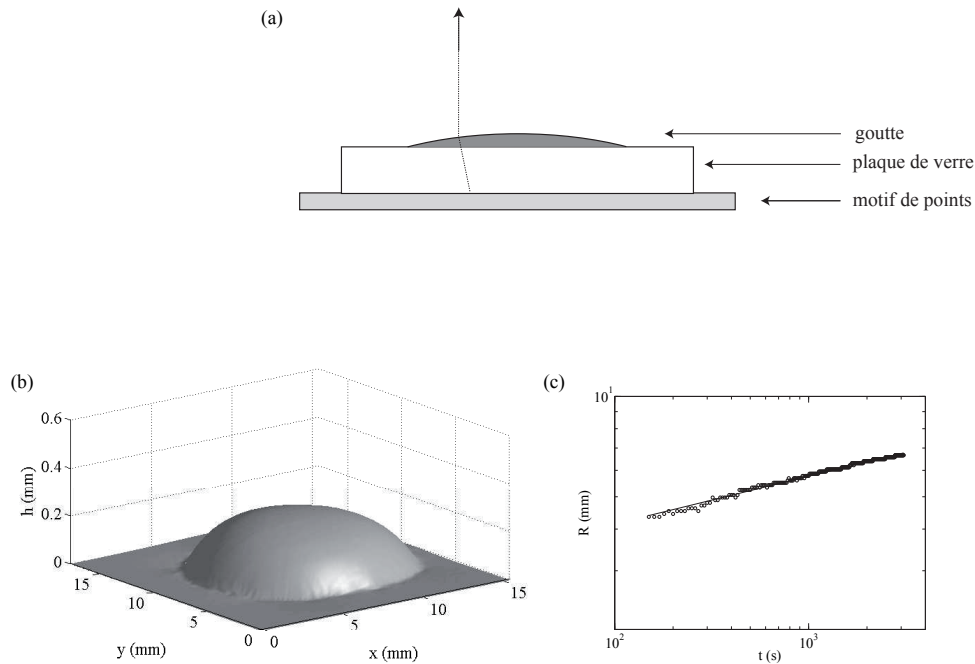 (a)
goutte
plaque de verre
motif de points
(b)
0.6
0.4
0.2
0
h (mm)
15
10
5
0
y (mm)
0
5
10
15
x (mm)
(c)
10^1
R (mm)
10^2
10^3
t (s)